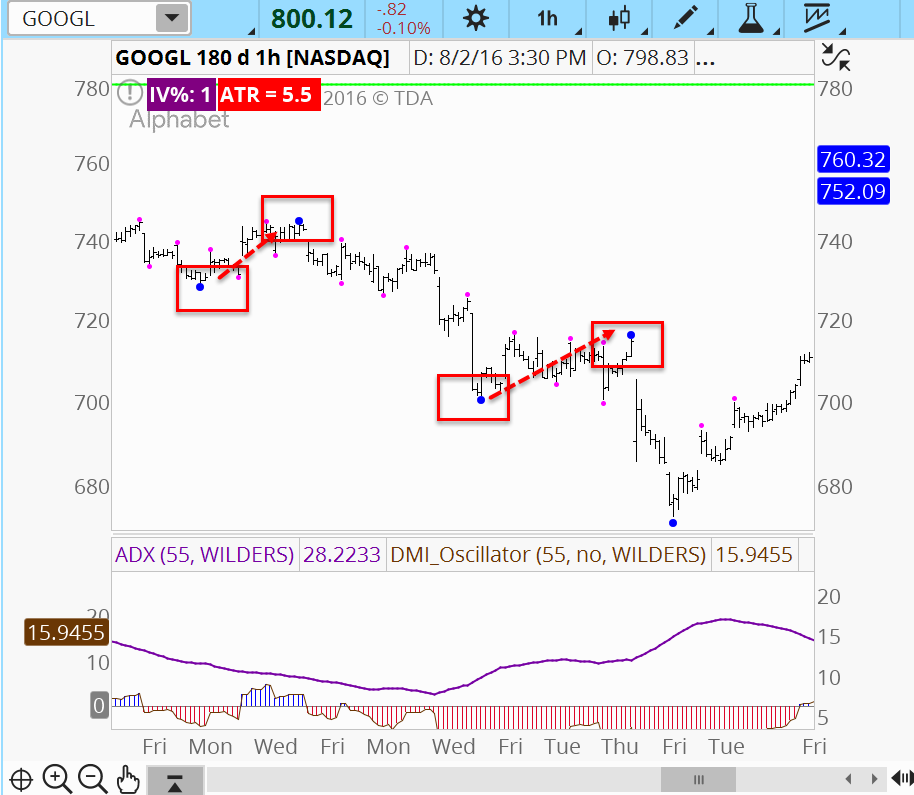 GOOGL 800.12 -.82 1h
-0.10%
GOOGL 180 d 1h [NASDAQ] D: 8/2/16 3:30 PM O: 798.83 ...
780 IV%: 1 ATR = 5.5 2016 © TDA 780
Alphabet
760 760.32
752.09
740 740
720 720
700 700
680 680
ADX (55, WILDERS) 28.2233 DMI_Oscillator (55, no, WILDERS) 15.9455
20 20
15.9455 15
10 10
0 5
Fri Mon Wed Fri Mon Wed Fri Tue Thu Fri Tue Fri